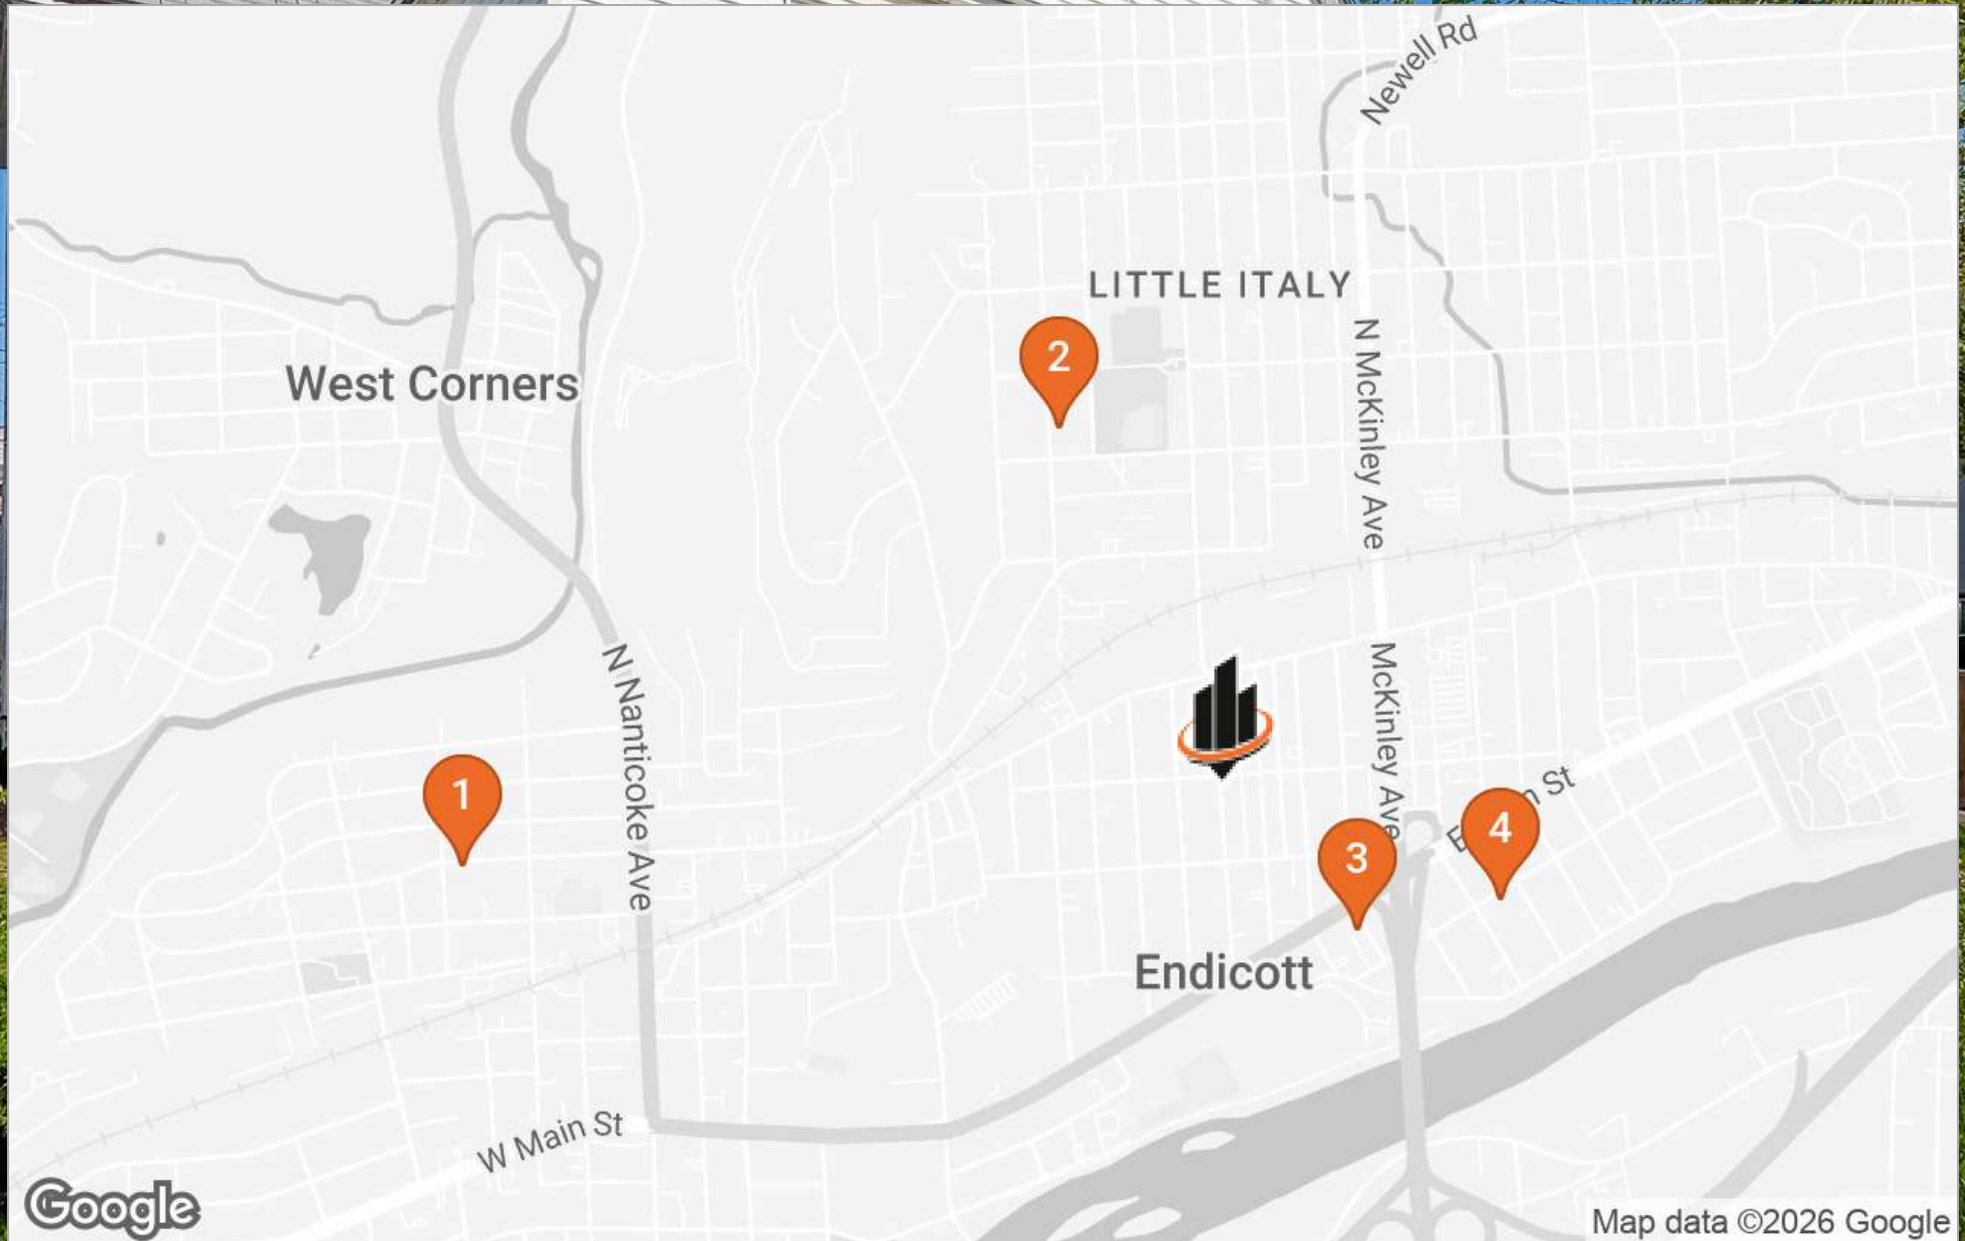 Newell Rd
LITTLE ITALY
N McKinley Ave
2
West Corners
N Nanticoke Ave
McKinley Ave
1
St
4
3
Endicott
W Main St
Google
Map data ©2026 Google